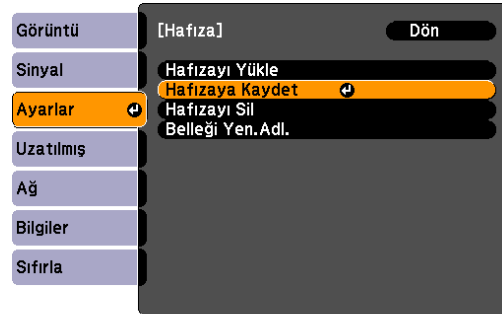 Görüntü
Sinyal
Ayarlar
Uzatılmış
Ağ
Bilgiler
Sıfırla
[Hafıza] Dön
Hafızayı Yükle
Hafızaya Kaydet
Hafızayı Sil
Belleği Yen.Adl.